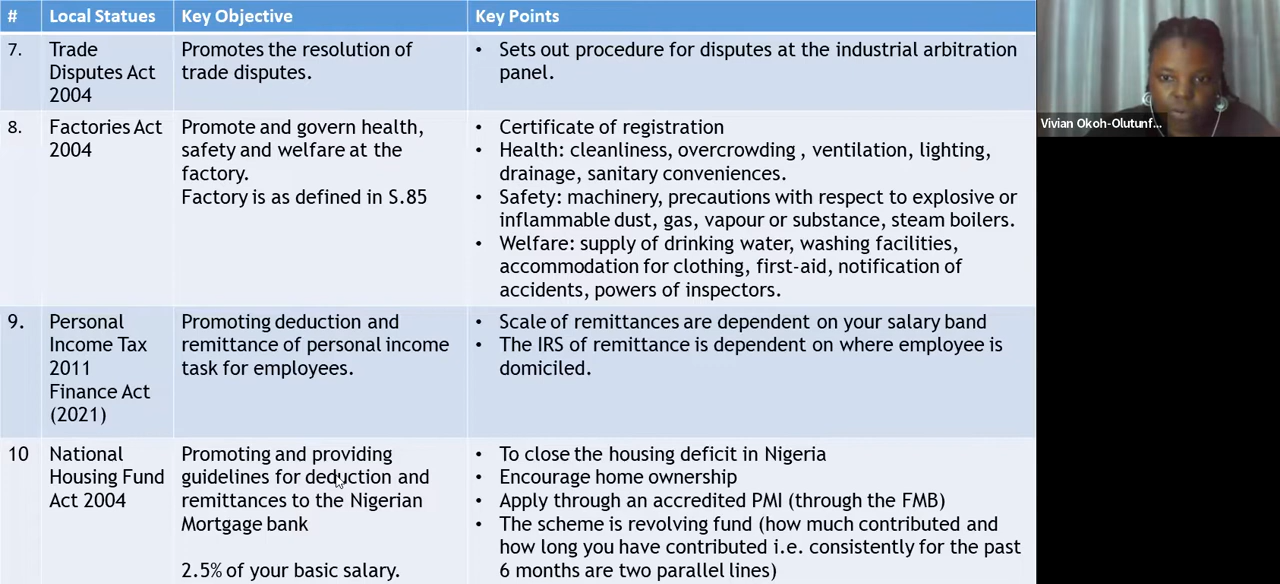 # Local Statues Key Objective Key Points
7. Trade Disputes Act 2004
Promotes the resolution of
trade disputes.
• Sets out procedure for disputes at the industrial arbitration
panel.
8. Factories Act
2004
Promote and govern health,
safety and welfare at the
factory.
Factory is as defined in S.85
• Certificate of registration
• Health: cleanliness, overcrowding , ventilation, lighting,
drainage, sanitary conveniences.
• Safety: machinery, precautions with respect to explosive or
inflammable dust, gas, vapour or substance, steam boilers.
• Welfare: supply of drinking water, washing facilities,
accommodation for clothing, first-aid, notification of
accidents, powers of inspectors.
9. Personal
Income Tax
2011
Finance Act
(2021)
Promoting deduction and
remittance of personal income
task for employees.
• Scale of remittances are dependent on your salary band
• The IRS of remittance is dependent on where employee is
domiciled.
10 National
Housing Fund
Act 2004
Promoting and providing
guidelines for deduction and
remittances to the Nigerian
Mortgage bank
2.5% of your basic salary.
• To close the housing deficit in Nigeria
• Encourage home ownership
• Apply through an accredited PMI (through the FMB)
• The scheme is revolving fund (how much contributed and
how long you have contributed i.e. consistently for the past
6 months are two parallel lines)
Vivian Okoh-Olutunf...